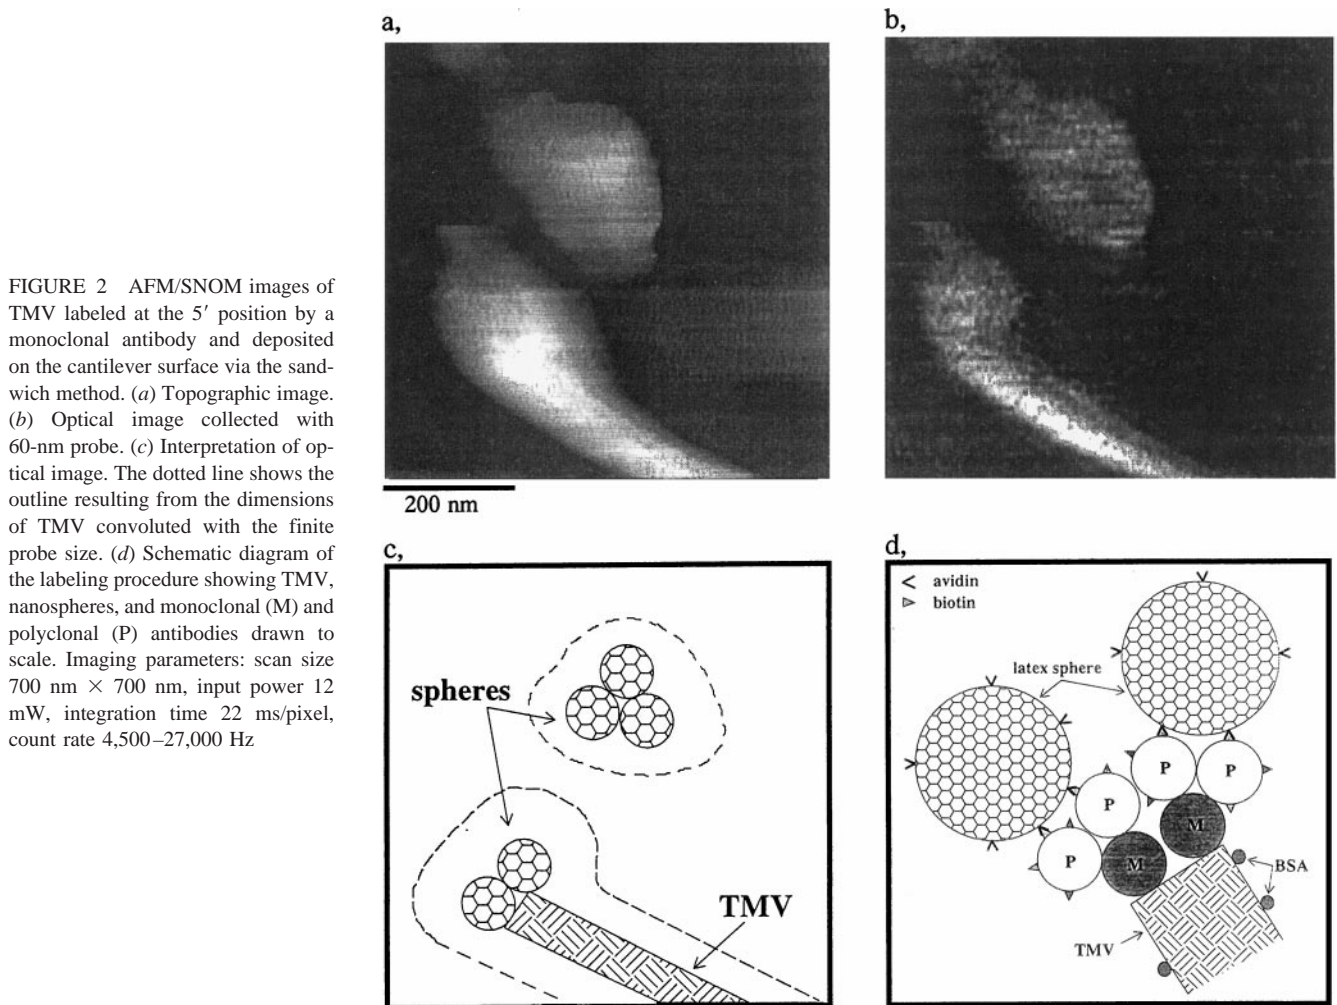 FIGURE 2 AFM/SNOM images of
TMV labeled at the 5′ position by a
monoclonal antibody and deposited
on the cantilever surface via the sand-
wich method. (a) Topographic image.
(b) Optical image collected with
60-nm probe. (c) Interpretation of op-
tical image. The dotted line shows the
outline resulting from the dimensions
of TMV convoluted with the finite
probe size. (d) Schematic diagram of
the labeling procedure showing TMV,
nanospheres, and monoclonal (M) and
polyclonal (P) antibodies drawn to
scale. Imaging parameters: scan size
700 nm × 700 nm, input power 12
mW, integration time 22 ms/pixel,
count rate 4,500–27,000 Hz
a,
b,
200 nm
c,
spheres
TMV
d,
< avidin
biotin
latex sphere
P
P
P
P
M
M
BSA
TMV